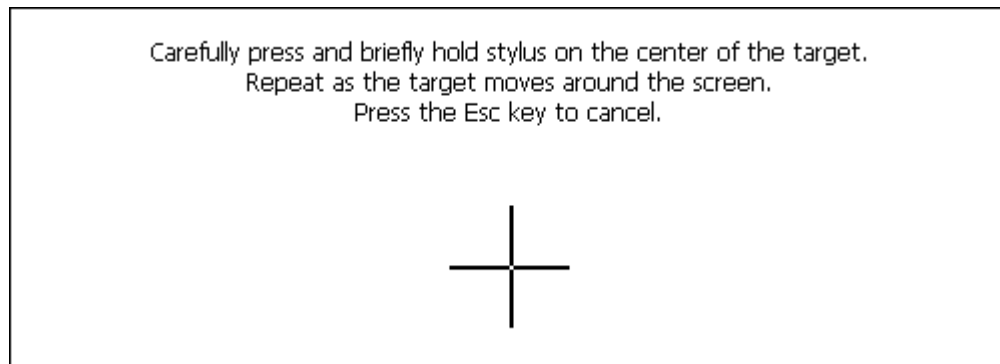 Carefully press and briefly hold stylus on the center of the target.
Repeat as the target moves around the screen.
Press the Esc key to cancel.